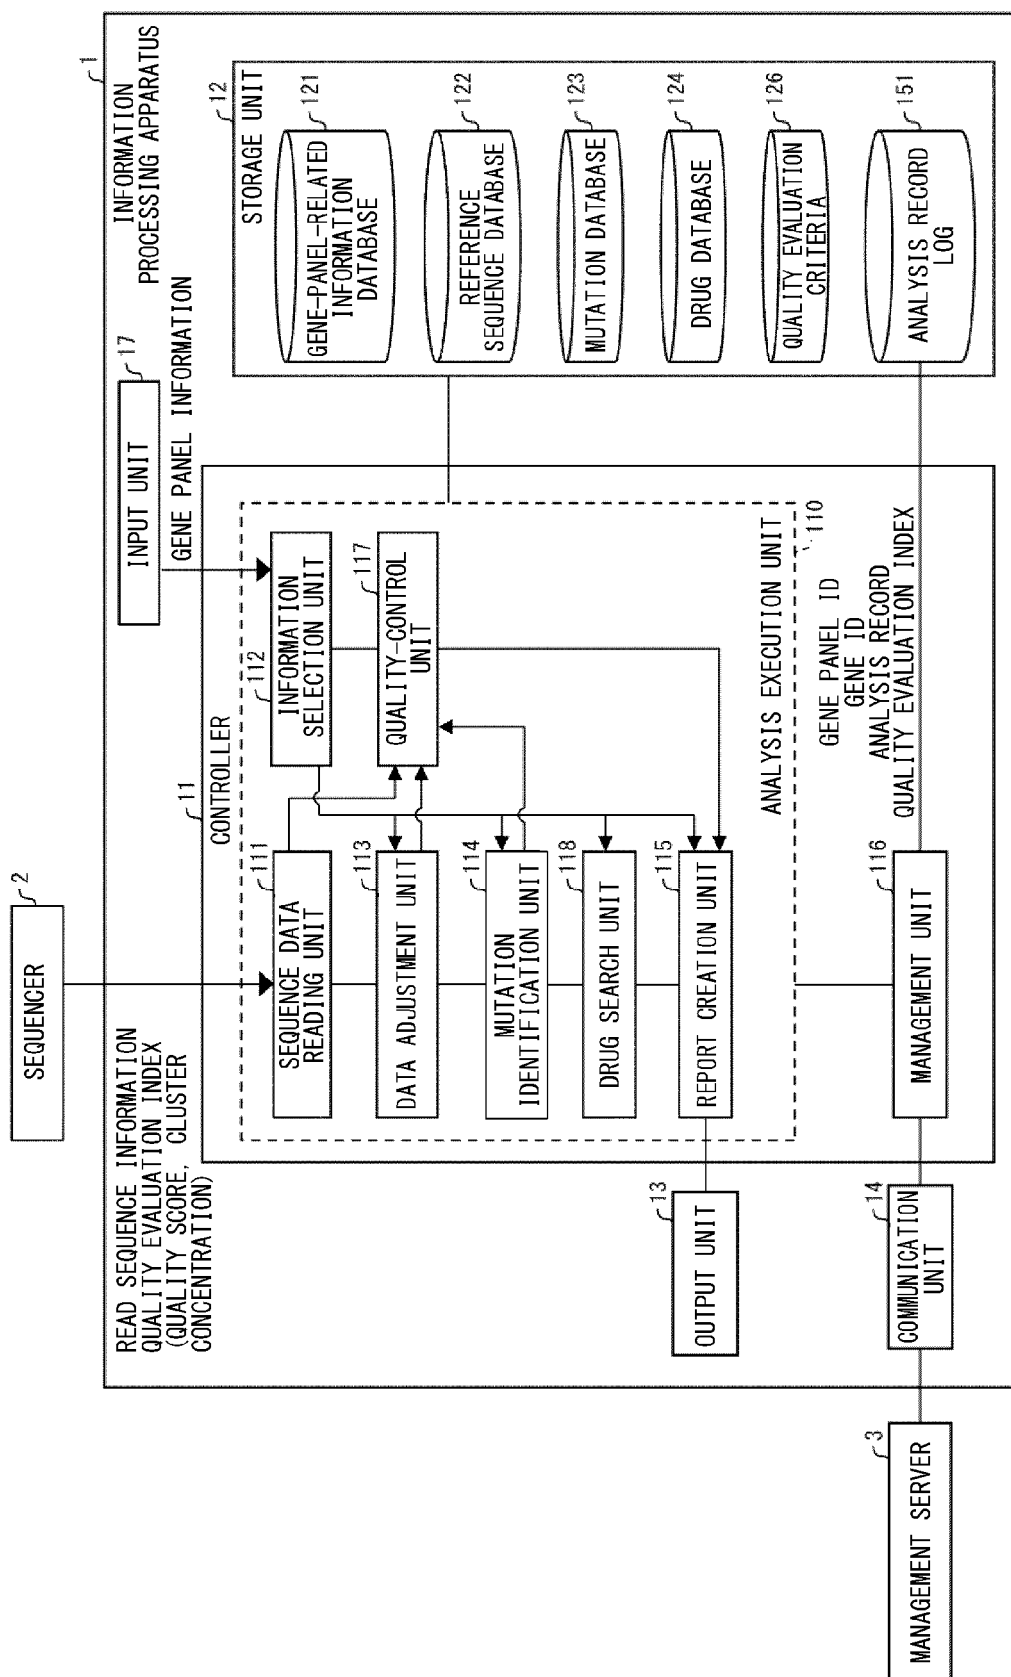 SEQUENCER
2
READ SEQUENCE INFORMATION
QUALITY EVALUATION INDEX
(QUALITY SCORE, CLUSTER
CONCENTRATION)
1
INFORMATION
PROCESSING APPARATUS
INPUT UNIT
17
GENE PANEL INFORMATION
11
CONTROLLER
SEQUENCE DATA
READING UNIT
111
112
INFORMATION
SELECTION UNIT
DATA ADJUSTMENT UNIT
113
QUALITY-CONTROL
UNIT
117
MUTATION
IDENTIFICATION UNIT
114
DRUG SEARCH UNIT
118
REPORT CREATION UNIT
115
ANALYSIS EXECUTION UNIT
110
OUTPUT UNIT
13
12
STORAGE UNIT
GENE-PANEL-RELATED
INFORMATION
DATABASE
121
REFERENCE
SEQUENCE DATABASE
122
MUTATION DATABASE
123
DRUG DATABASE
124
QUALITY EVALUATION
CRITERIA
126
ANALYSIS RECORD
LOG
151
GENE PANEL ID
GENE ID
ANALYSIS RECORD
QUALITY EVALUATION INDEX
MANAGEMENT UNIT
116
COMMUNICATION
UNIT
14
MANAGEMENT SERVER
3